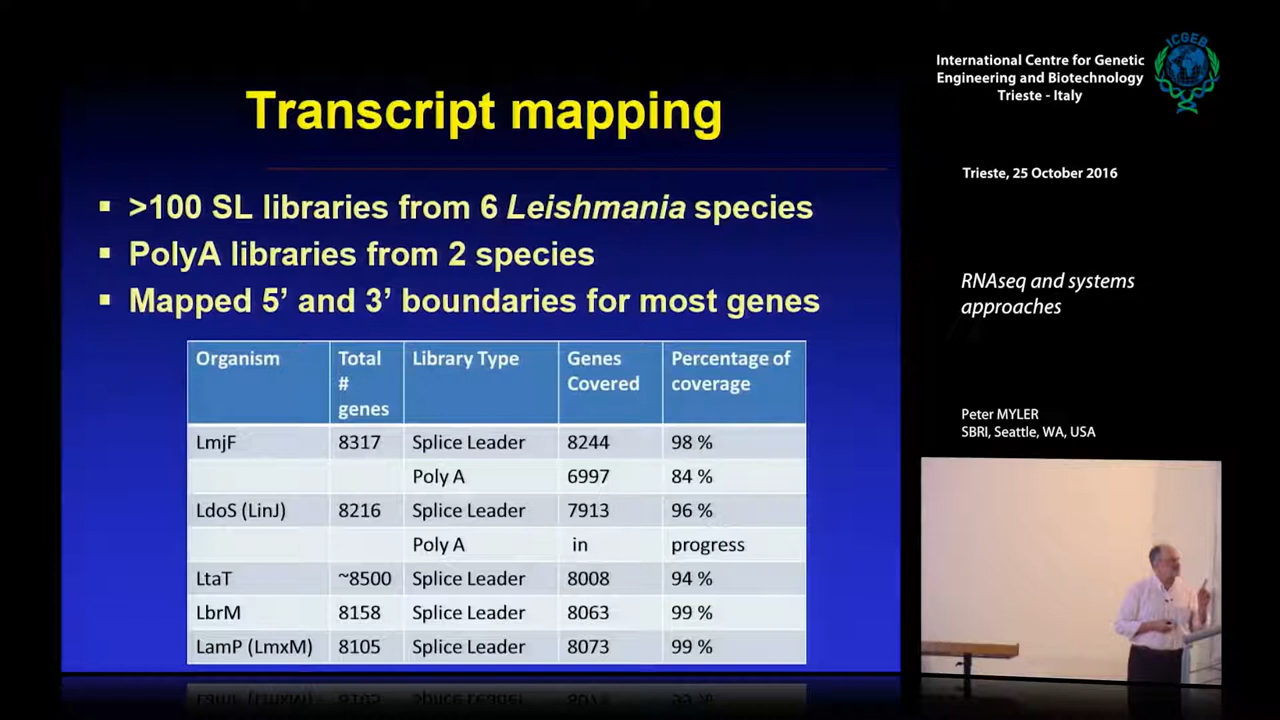 Transcript mapping
▪ >100 SL libraries from 6 Leishmania species
▪ PolyA libraries from 2 species
▪ Mapped 5’ and 3’ boundaries for most genes
Organism Total # genes Library Type Genes Covered Percentage of coverage
LmjF 8317 Splice Leader 8244 98 %
Poly A 6997 84 %
LdoS (LinJ) 8216 Splice Leader 7913 96 %
Poly A in progress
LtaT ~8500 Splice Leader 8008 94 %
LbrM 8158 Splice Leader 8063 99 %
LamP (LmxM) 8105 Splice Leader 8073 99 %
International Centre for Genetic
Engineering and Biotechnology
Trieste - Italy
ICGEB
Trieste, 25 October 2016
RNAseq and systems
approaches
Peter MYLER
SBRI, Seattle, WA, USA